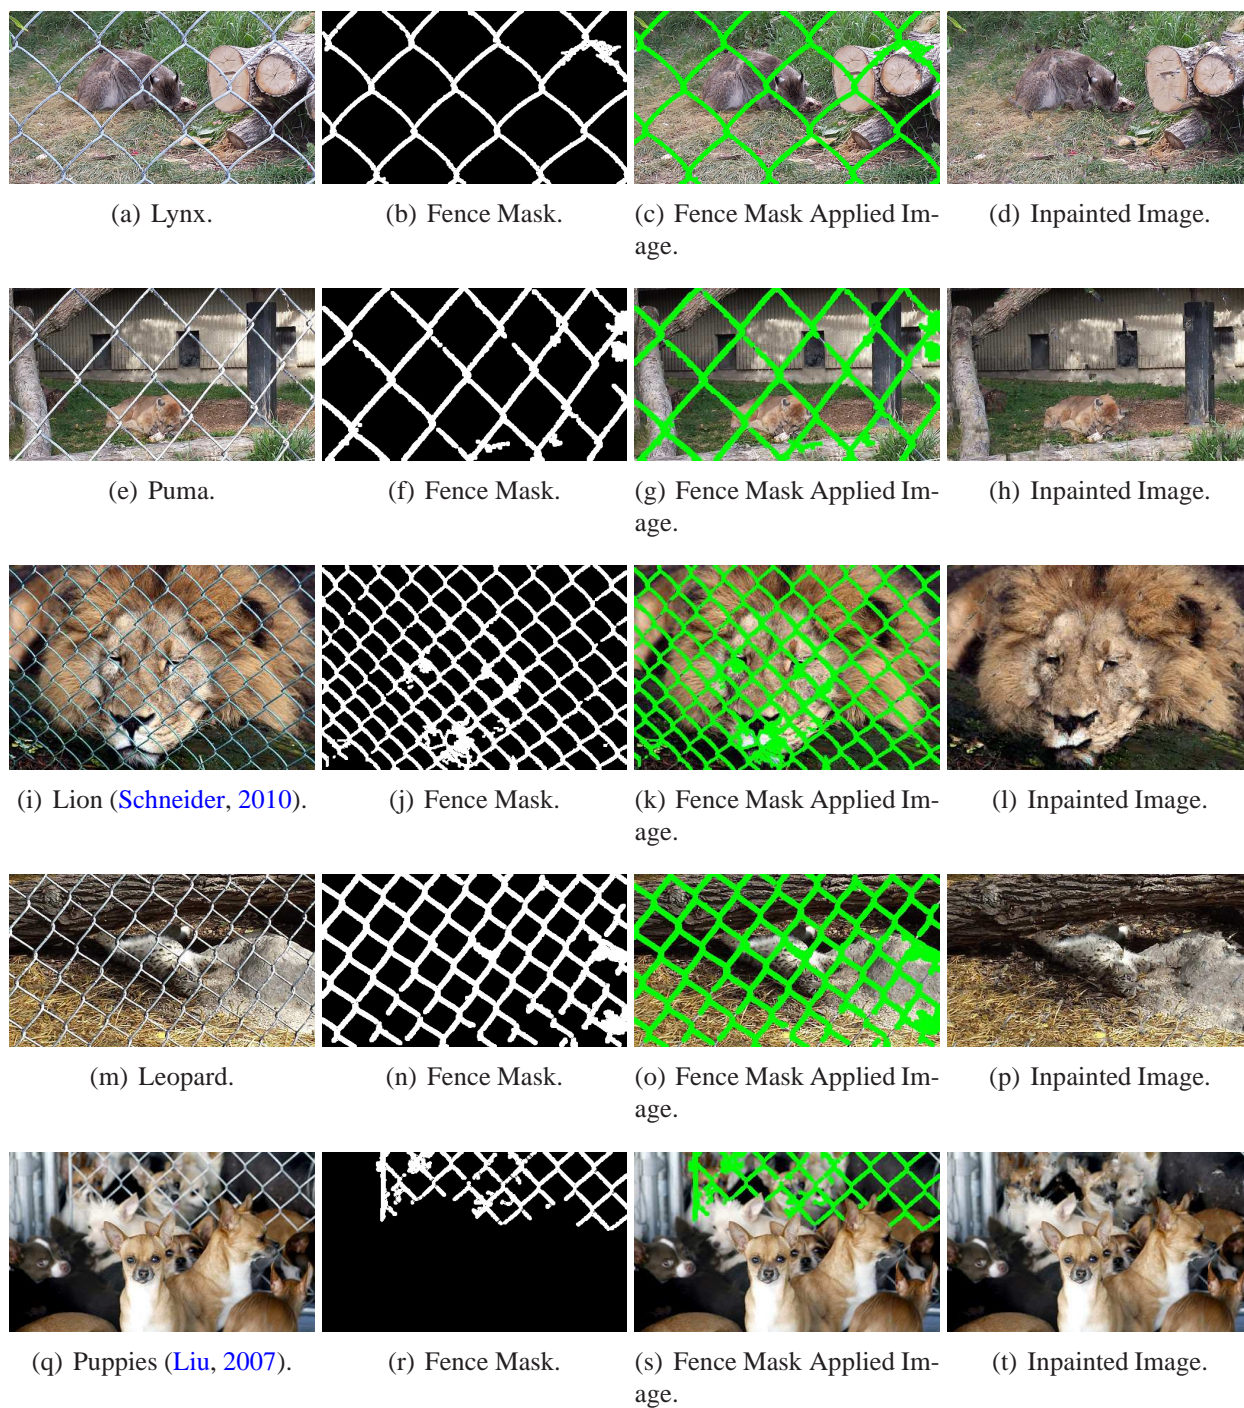 (a) Lynx.
(b) Fence Mask.
(c) Fence Mask Applied Im-
age.
(d) Inpainted Image.
(e) Puma.
(f) Fence Mask.
(g) Fence Mask Applied Im-
age.
(h) Inpainted Image.
(i) Lion (Schneider, 2010).
(j) Fence Mask.
(k) Fence Mask Applied Im-
age.
(l) Inpainted Image.
(m) Leopard.
(n) Fence Mask.
(o) Fence Mask Applied Im-
age.
(p) Inpainted Image.
(q) Puppies (Liu, 2007).
(r) Fence Mask.
(s) Fence Mask Applied Im-
age.
(t) Inpainted Image.